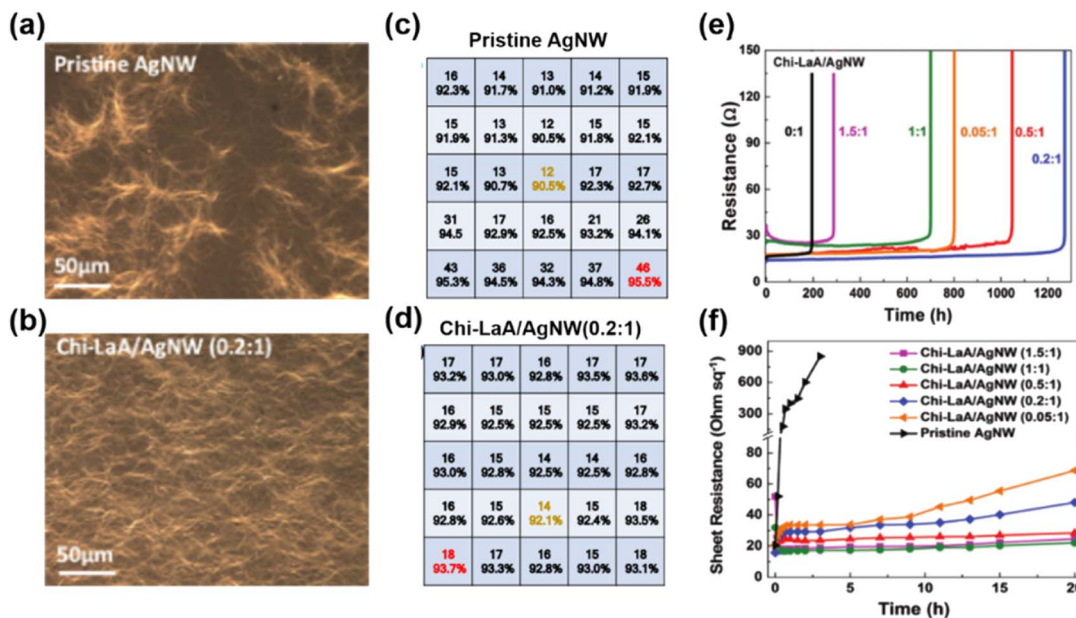 (a)
Pristine AgNW
50μm
(b)
Chi-LaA/AgNW (0.2:1)
50μm
(c)
Pristine AgNW
16 14 13 14 15
92.3% 91.7% 91.0% 91.2% 91.9%
15 13 12 15 15
91.9% 91.3% 90.5% 91.8% 92.1%
15 13 12 17 17
92.1% 90.7% 90.5% 92.3% 92.7%
31 17 16 21 26
94.5 92.9% 92.5% 93.2% 94.1%
43 36 32 37 46
95.3% 94.5% 94.3% 94.8% 95.5%
(d)
Chi-LaA/AgNW(0.2:1)
17 17 16 17 17
93.2% 93.0% 92.8% 93.5% 93.6%
16 15 15 15 17
92.9% 92.5% 92.5% 92.5% 93.2%
16 15 14 14 16
93.0% 92.8% 92.5% 92.5% 92.8%
16 15 14 15 18
92.8% 92.6% 92.1% 92.4% 93.5%
18 17 16 15 18
93.7% 93.3% 92.8% 93.0% 93.1%
(e)
Resistance (Ω)
150
120
90
60
30
0
Chi-LaA/AgNW
0:1
1.5:1
1:1
0.05:1
0.5:1
0.2:1
0 200 400 600 800 1000 1200
Time (h)
(f)
Sheet Resistance (Ohm sq⁻¹)
900
600
300
80
60
40
20
0
Chi-LaA/AgNW (1.5:1)
Chi-LaA/AgNW (1:1)
Chi-LaA/AgNW (0.5:1)
Chi-LaA/AgNW (0.2:1)
Chi-LaA/AgNW (0.05:1)
Pristine AgNW
0 5 10 15 20
Time (h)